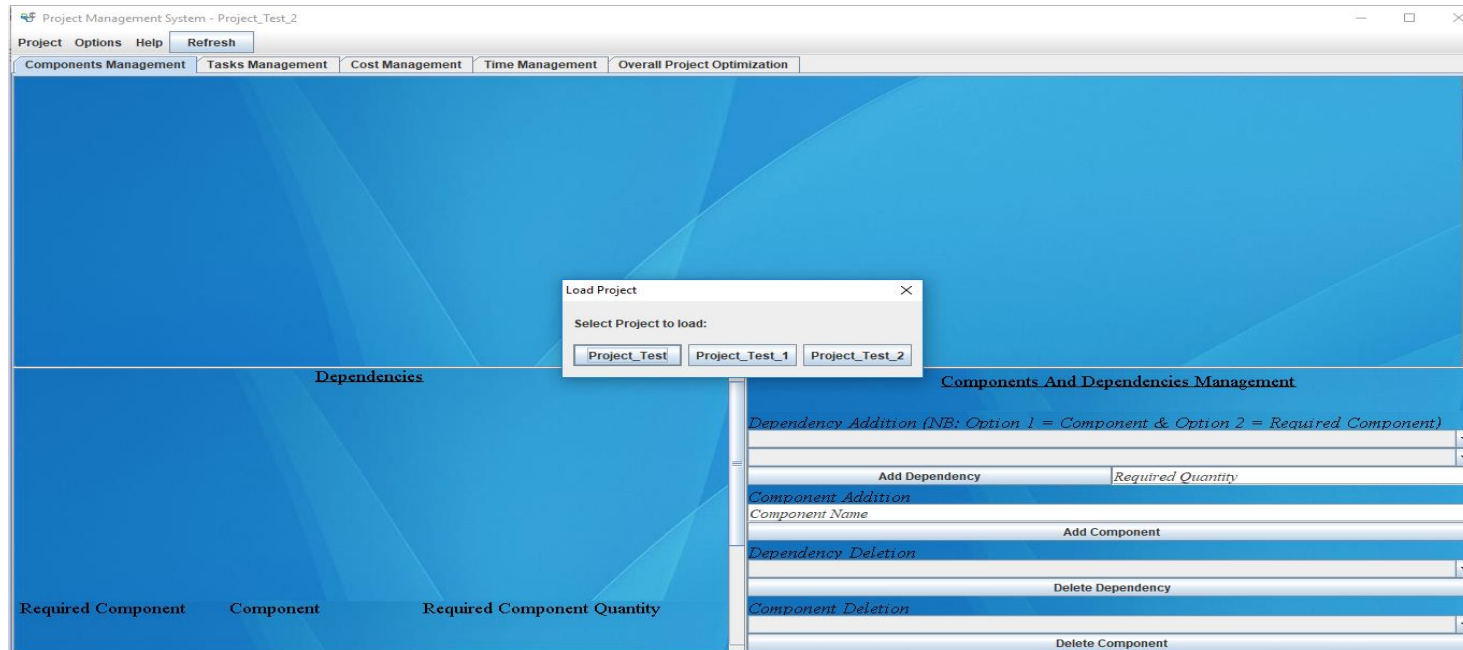 Project Management System - Project_Test_2
Project Options Help Refresh
Components Management Tasks Management Cost Management Time Management Overall Project Optimization
Load Project
Select Project to load:
Project_Test Project_Test_1 Project_Test_2
Dependencies
Required Component Component Required Component Quantity
Components And Dependencies Management
Dependency Addition (NB: Option 1 = Component & Option 2 = Required Component)
Add Dependency Required Quantity
Component Addition
Component Name
Add Component
Dependency Deletion
Delete Dependency
Component Deletion
Delete Component